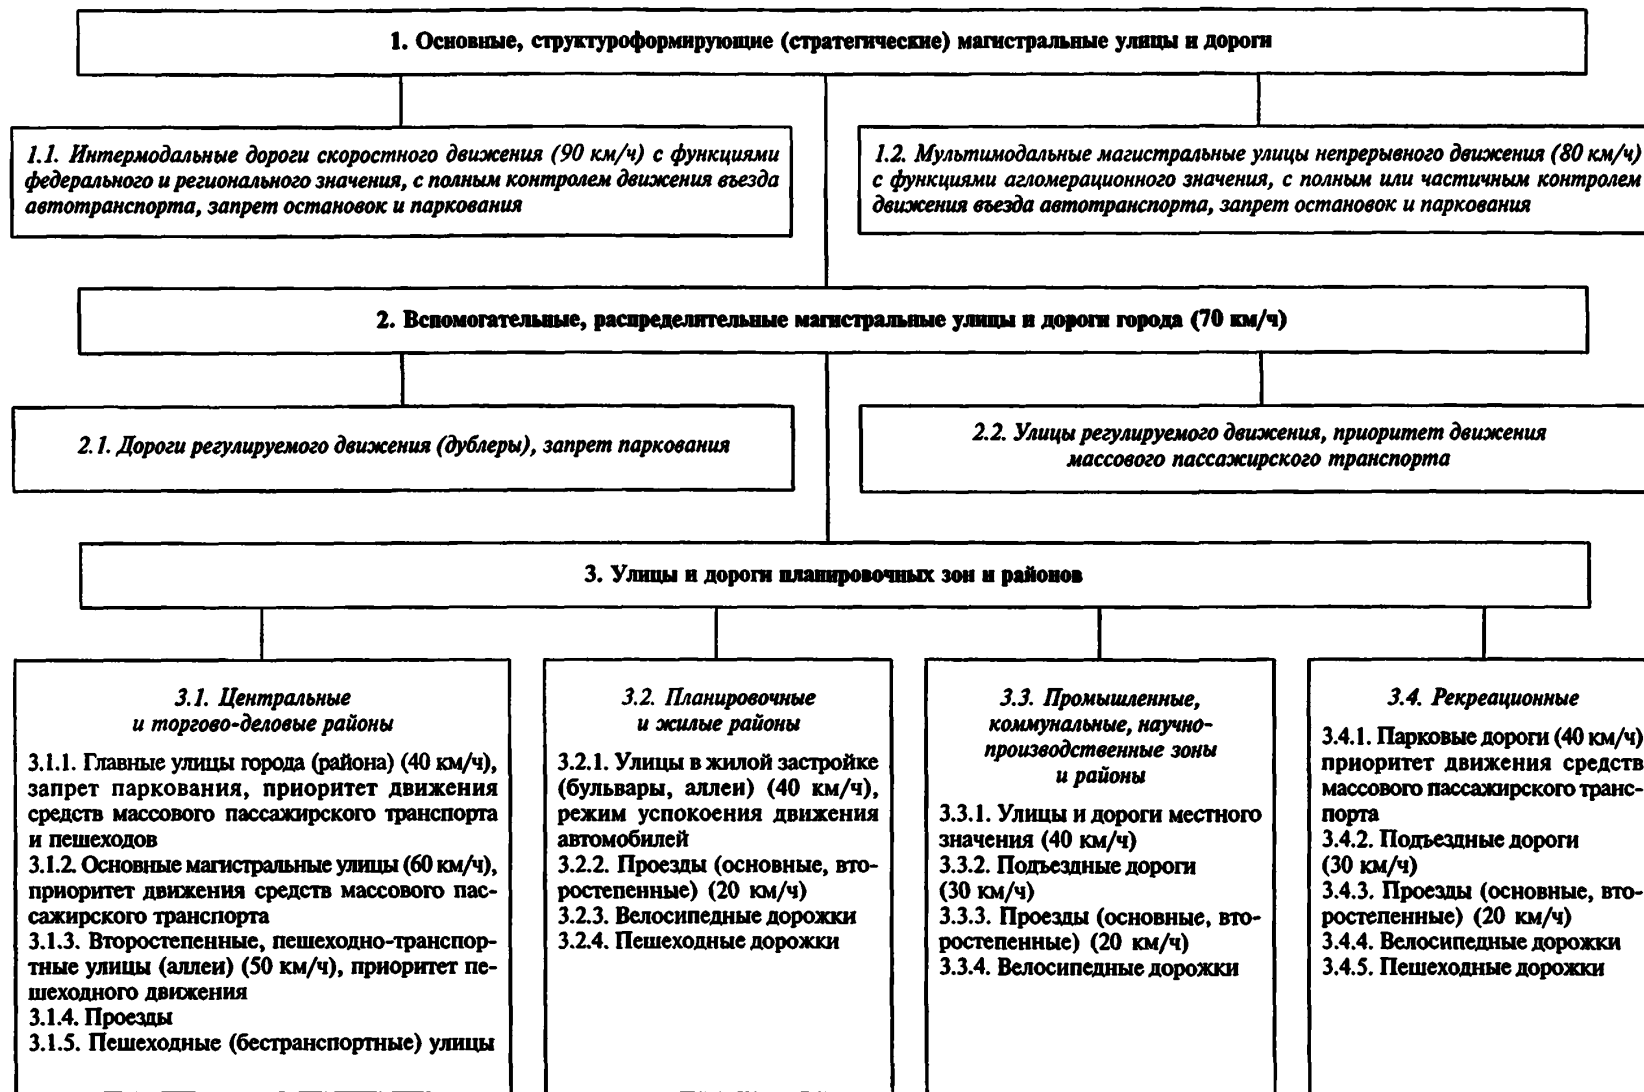 1. Основные, структуроформирующие (стратегические) магистральные улицы и дороги
1.1. Интермодальные дороги скоростного движения (90 км/ч) с функциями
федерального и регионального значения, с полным контролем движения въезда
автотранспорта, запрет остановок и паркования
1.2. Мультимодальные магистральные улицы непрерывного движения (80 км/ч)
с функциями агломерационного значения, с полным или частичным контролем
движения въезда автотранспорта, запрет остановок и паркования
2. Вспомогательные, распределительные магистральные улицы и дороги города (70 км/ч)
2.1. Дороги регулируемого движения (дублеры), запрет паркования
2.2. Улицы регулируемого движения, приоритет движения
массового пассажирского транспорта
3. Улицы и дороги планировочных зон и районов
3.1. Центральные
и торгово-деловые районы
3.1.1. Главные улицы города (района) (40 км/ч),
запрет паркования, приоритет движения
средств массового пассажирского транспорта
и пешеходов
3.1.2. Основные магистральные улицы (60 км/ч),
приоритет движения средств массового пас-
сажирского транспорта
3.1.3. Второстепенные, пешеходно-транспор-
тные улицы (аллеи) (50 км/ч), приоритет пе-
шеходного движения
3.1.4. Проезды
3.1.5. Пешеходные (бестранспортные) улицы
3.2. Планировочные
и жилые районы
3.2.1. Улицы в жилой застройке
(бульвары, аллеи) (40 км/ч),
режим успокоения движения
автомобилей
3.2.2. Проезды (основные, вто-
ростепенные) (20 км/ч)
3.2.3. Велосипедные дорожки
3.2.4. Пешеходные дорожки
3.3. Промышленные,
коммунальные, научно-
производственные зоны
и районы
3.3.1. Улицы и дороги местного
значения (40 км/ч)
3.3.2. Подъездные дороги
(30 км/ч)
3.3.3. Проезды (основные, вто-
ростепенные) (20 км/ч)
3.3.4. Велосипедные дорожки
3.4. Рекреационные
3.4.1. Парковые дороги (40 км/ч)
приоритет движения средств
массового пассажирского транс-
порта
3.4.2. Подъездные дороги
(30 км/ч)
3.4.3. Проезды (основные, вто-
ростепенные) (20 км/ч)
3.4.4. Велосипедные дорожки
3.4.5. Пешеходные дорожки